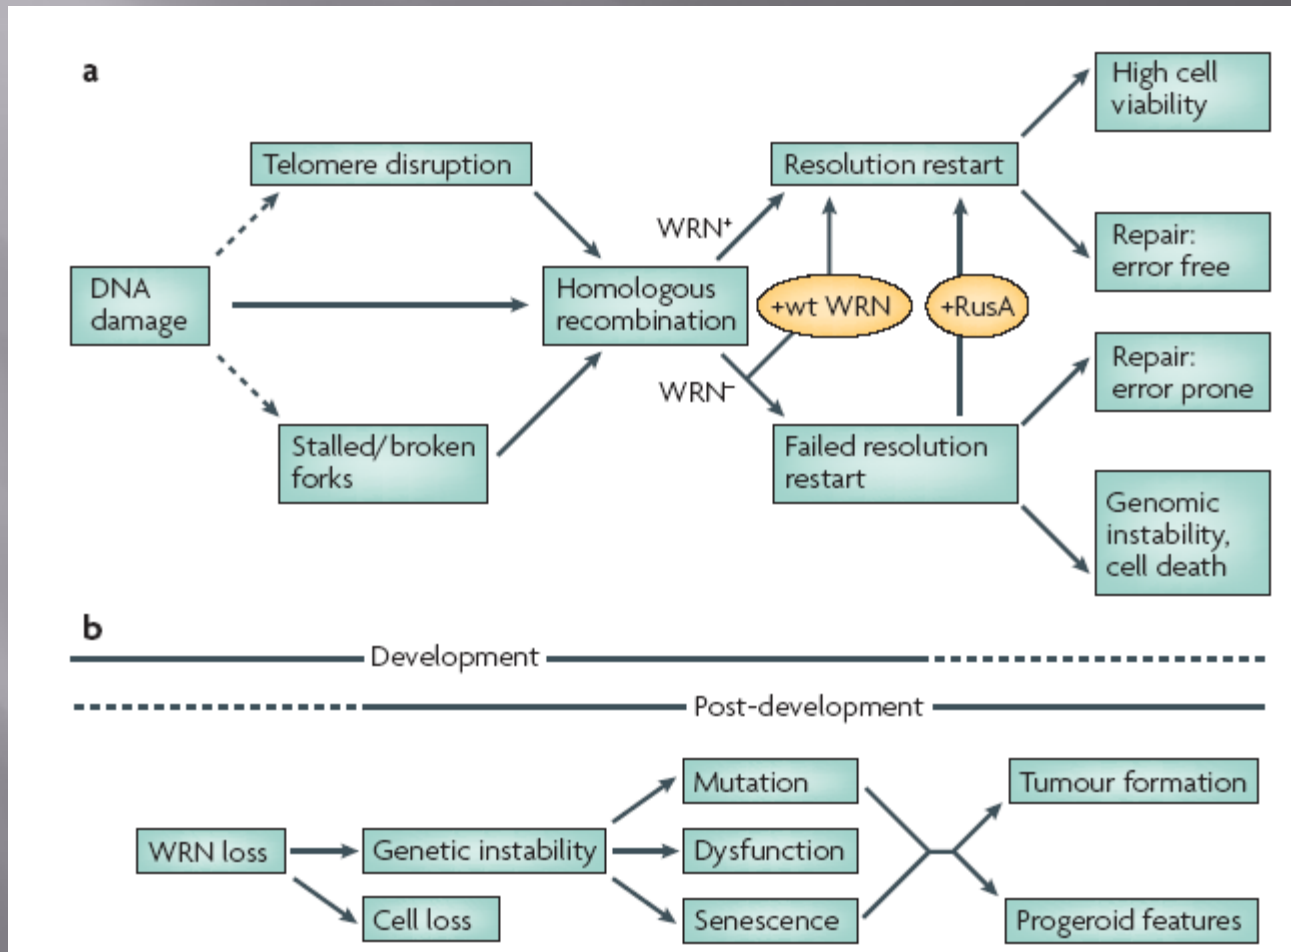 a
High cell
viability
Telomere disruption
Resolution restart
WRN⁺
Repair:
error free
DNA
damage
Homologous
recombination
+wt WRN
+RusA
WRN⁻
Repair:
error prone
Stalled/broken
forks
Failed resolution
restart
Genomic
instability,
cell death
b
Development
Post-development
Mutation
Tumour formation
WRN loss
Genetic instability
Dysfunction
Cell loss
Senescence
Progeroid features